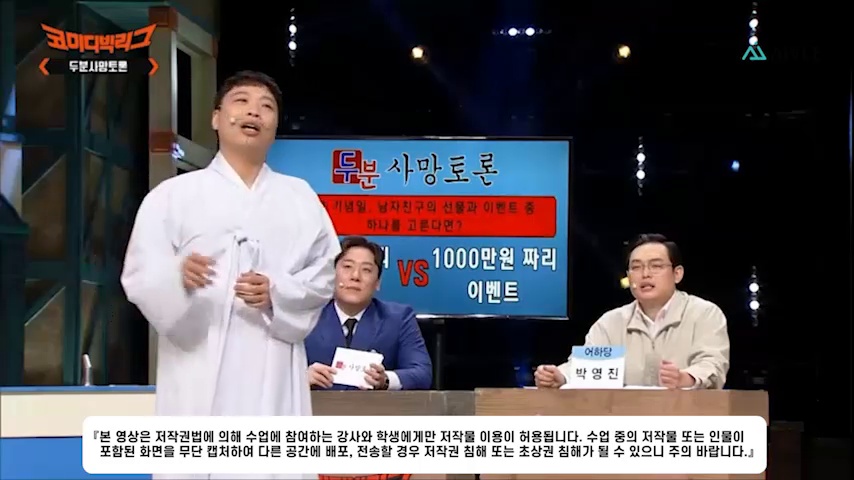 코미디빅리그
두분사망토론
두분 사망토론
기념일, 남자친구의 선물과 이벤트 중
하나를 고른다면?
VS 1000만원 짜리
이벤트
어하당
박영진
사망토론
『본 영상은 저작권법에 의해 수업에 참여하는 강사와 학생에게만 저작물 이용이 허용됩니다. 수업 중의 저작물 또는 인물이
포함된 화면을 무단 캡처하여 다른 공간에 배포, 전송할 경우 저작권 침해 또는 초상권 침해가 될 수 있으니 주의 바랍니다.』